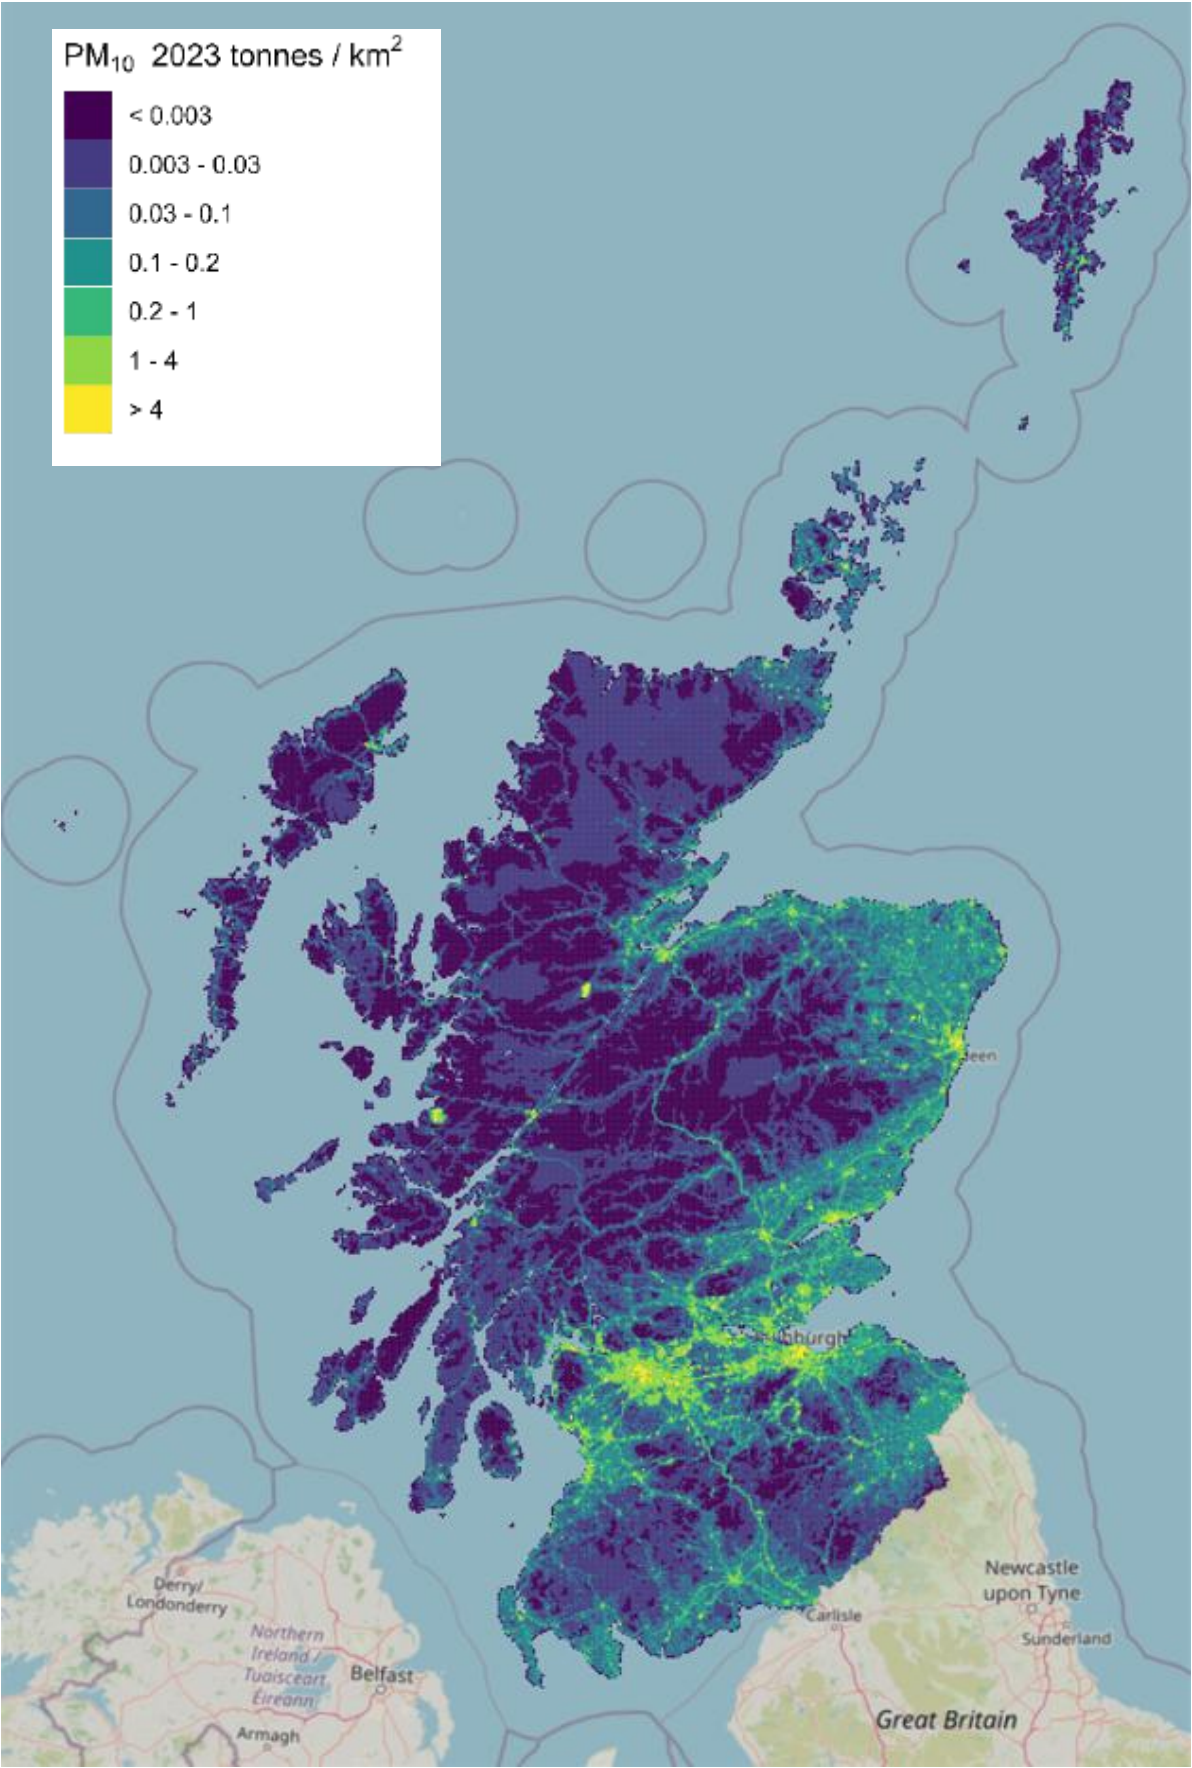 PM₁₀ 2023 tonnes / km²
< 0.003
0.003 - 0.03
0.03 - 0.1
0.1 - 0.2
0.2 - 1
1 - 4
> 4
Derry/
Londonderry
Northern
Ireland /
Tuaisceart
Éireann
Belfast
Armagh
Newcastle
upon Tyne
Carlisle
Sunderland
Great Britain